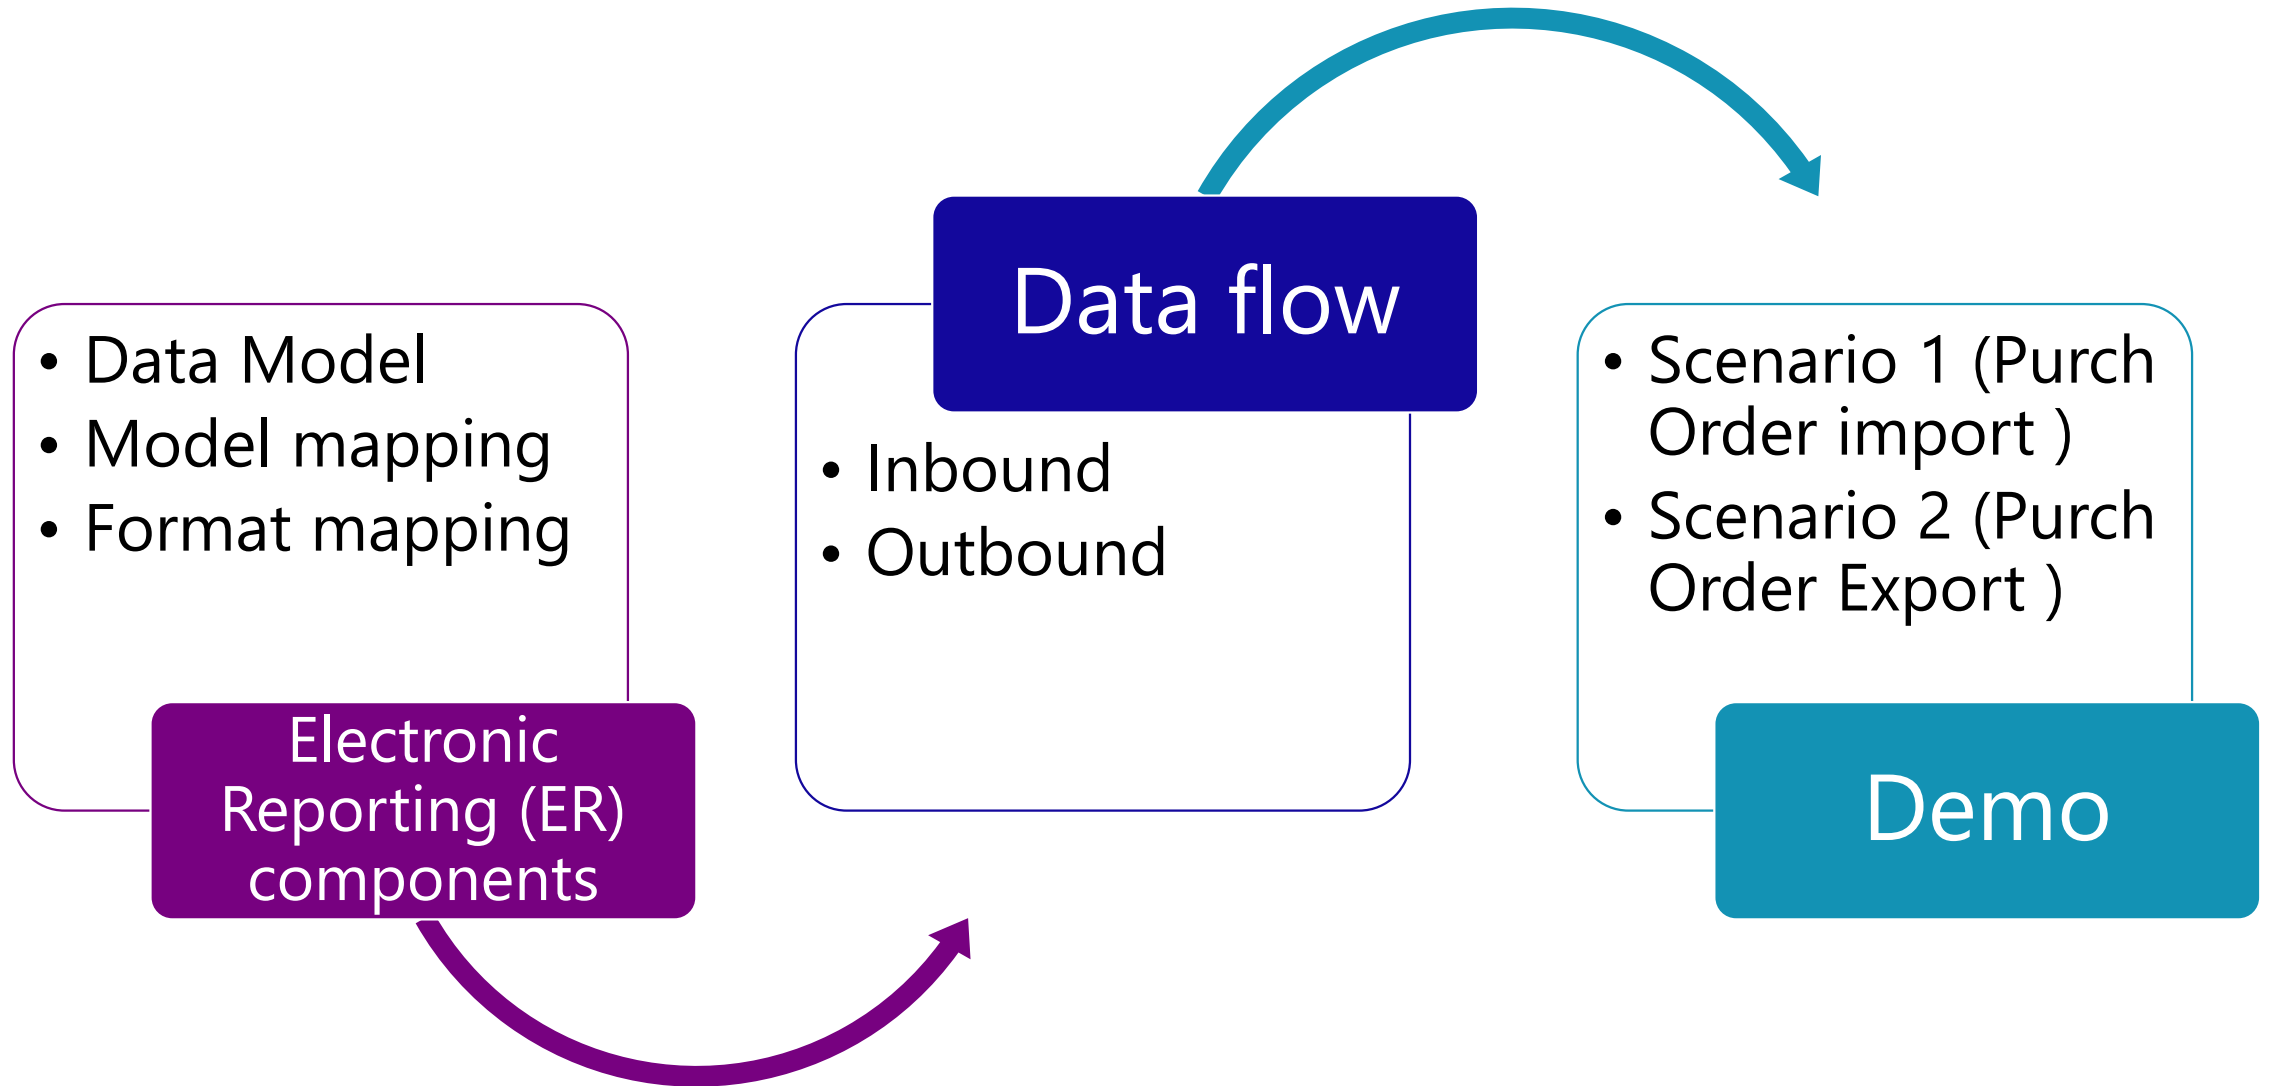 • Data Model
• Model mapping
• Format mapping
Electronic
Reporting (ER)
components
Data flow
• Inbound
• Outbound
• Scenario 1 (Purch
Order import )
• Scenario 2 (Purch
Order Export )
Demo